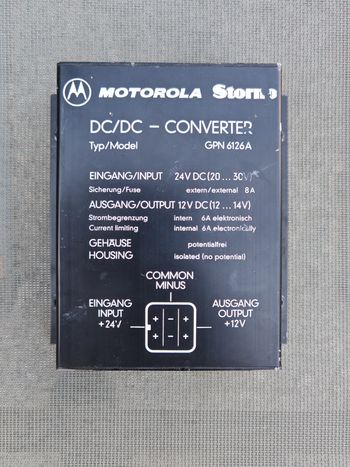 MOTOROLA Storno
DC/DC - CONVERTER
Typ/Model GPN 6126A
EINGANG/INPUT 24V DC (20 ... 30V)
Sicherung/Fuse extern/external 8A
AUSGANG/OUTPUT 12V DC (12 ... 14V)
Strombegrenzung intern 6A elektronisch
Current limiting internal 6A electronically
GEHÄUSE potentialfrei
HOUSING isolated (no potential)
COMMON
MINUS
EINGANG AUSGANG
INPUT OUTPUT
+24V +12V
+ - +
+ - +